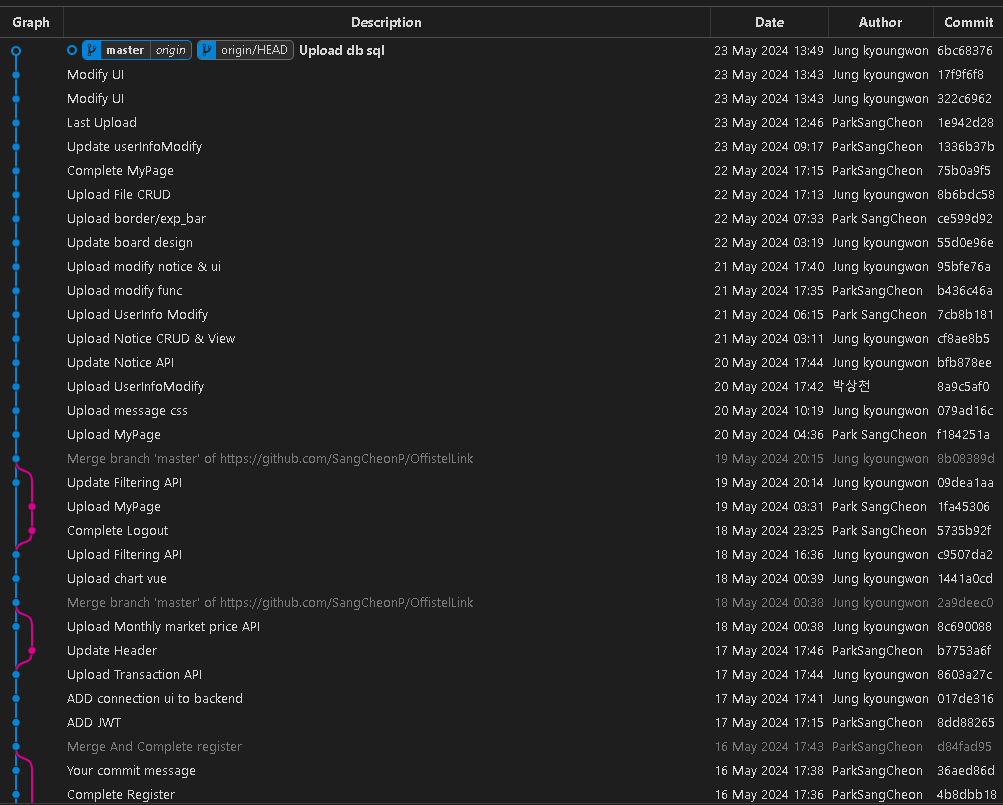 Graph Description Date Author Commit
master origin origin/HEAD Upload db sql 23 May 2024 13:49 Jung kyoungwon 6bc68376
Modify UI 23 May 2024 13:43 Jung kyoungwon 17f9f6f8
Modify UI 23 May 2024 13:43 Jung kyoungwon 322c6962
Last Upload 23 May 2024 12:46 ParkSangCheon 1e942d28
Update userInfoModify 23 May 2024 09:17 ParkSangCheon 1336b37b
Complete MyPage 22 May 2024 17:15 ParkSangCheon 75b0a9f5
Upload File CRUD 22 May 2024 17:13 Jung kyoungwon 8b6bdc58
Upload border/exp_bar 22 May 2024 07:33 Park SangCheon ce599d92
Update board design 22 May 2024 03:19 Jung kyoungwon 55d0e96e
Upload modify notice & ui 21 May 2024 17:40 Jung kyoungwon 95bfe76a
Upload modify func 21 May 2024 17:35 ParkSangCheon b436c46a
Upload UserInfo Modify 21 May 2024 06:15 Park SangCheon 7cb8b181
Upload Notice CRUD & View 21 May 2024 03:11 Jung kyoungwon cf8ae8b5
Update Notice API 20 May 2024 17:44 Jung kyoungwon bfb878ee
Upload UserInfoModify 20 May 2024 17:42 박상천 8a9c5af0
Upload message css 20 May 2024 10:19 Jung kyoungwon 079ad16c
Upload MyPage 20 May 2024 04:36 Park SangCheon f184251a
Merge branch 'master' of https://github.com/SangCheonP/OffistelLink 19 May 2024 20:15 Jung kyoungwon 8b08389d
Update Filtering API 19 May 2024 20:14 Jung kyoungwon 09dea1aa
Upload MyPage 19 May 2024 03:31 Park SangCheon 1fa45306
Complete Logout 18 May 2024 23:25 Park SangCheon 5735b92f
Upload Filtering API 18 May 2024 16:36 Jung kyoungwon c9507da2
Upload chart vue 18 May 2024 00:39 Jung kyoungwon 1441a0cd
Merge branch 'master' of https://github.com/SangCheonP/OffistelLink 18 May 2024 00:38 Jung kyoungwon 2a9deec0
Upload Monthly market price API 18 May 2024 00:38 Jung kyoungwon 8c690088
Update Header 17 May 2024 17:46 ParkSangCheon b7753a6f
Upload Transaction API 17 May 2024 17:44 Jung kyoungwon 8603a27c
ADD connection ui to backend 17 May 2024 17:41 Jung kyoungwon 017de316
ADD JWT 17 May 2024 17:15 ParkSangCheon 8dd88265
Merge And Complete register 16 May 2024 17:43 ParkSangCheon d84fad95
Your commit message 16 May 2024 17:38 ParkSangCheon 36aed86d
Complete Register 16 May 2024 17:36 ParkSangCheon 4b8dbb18